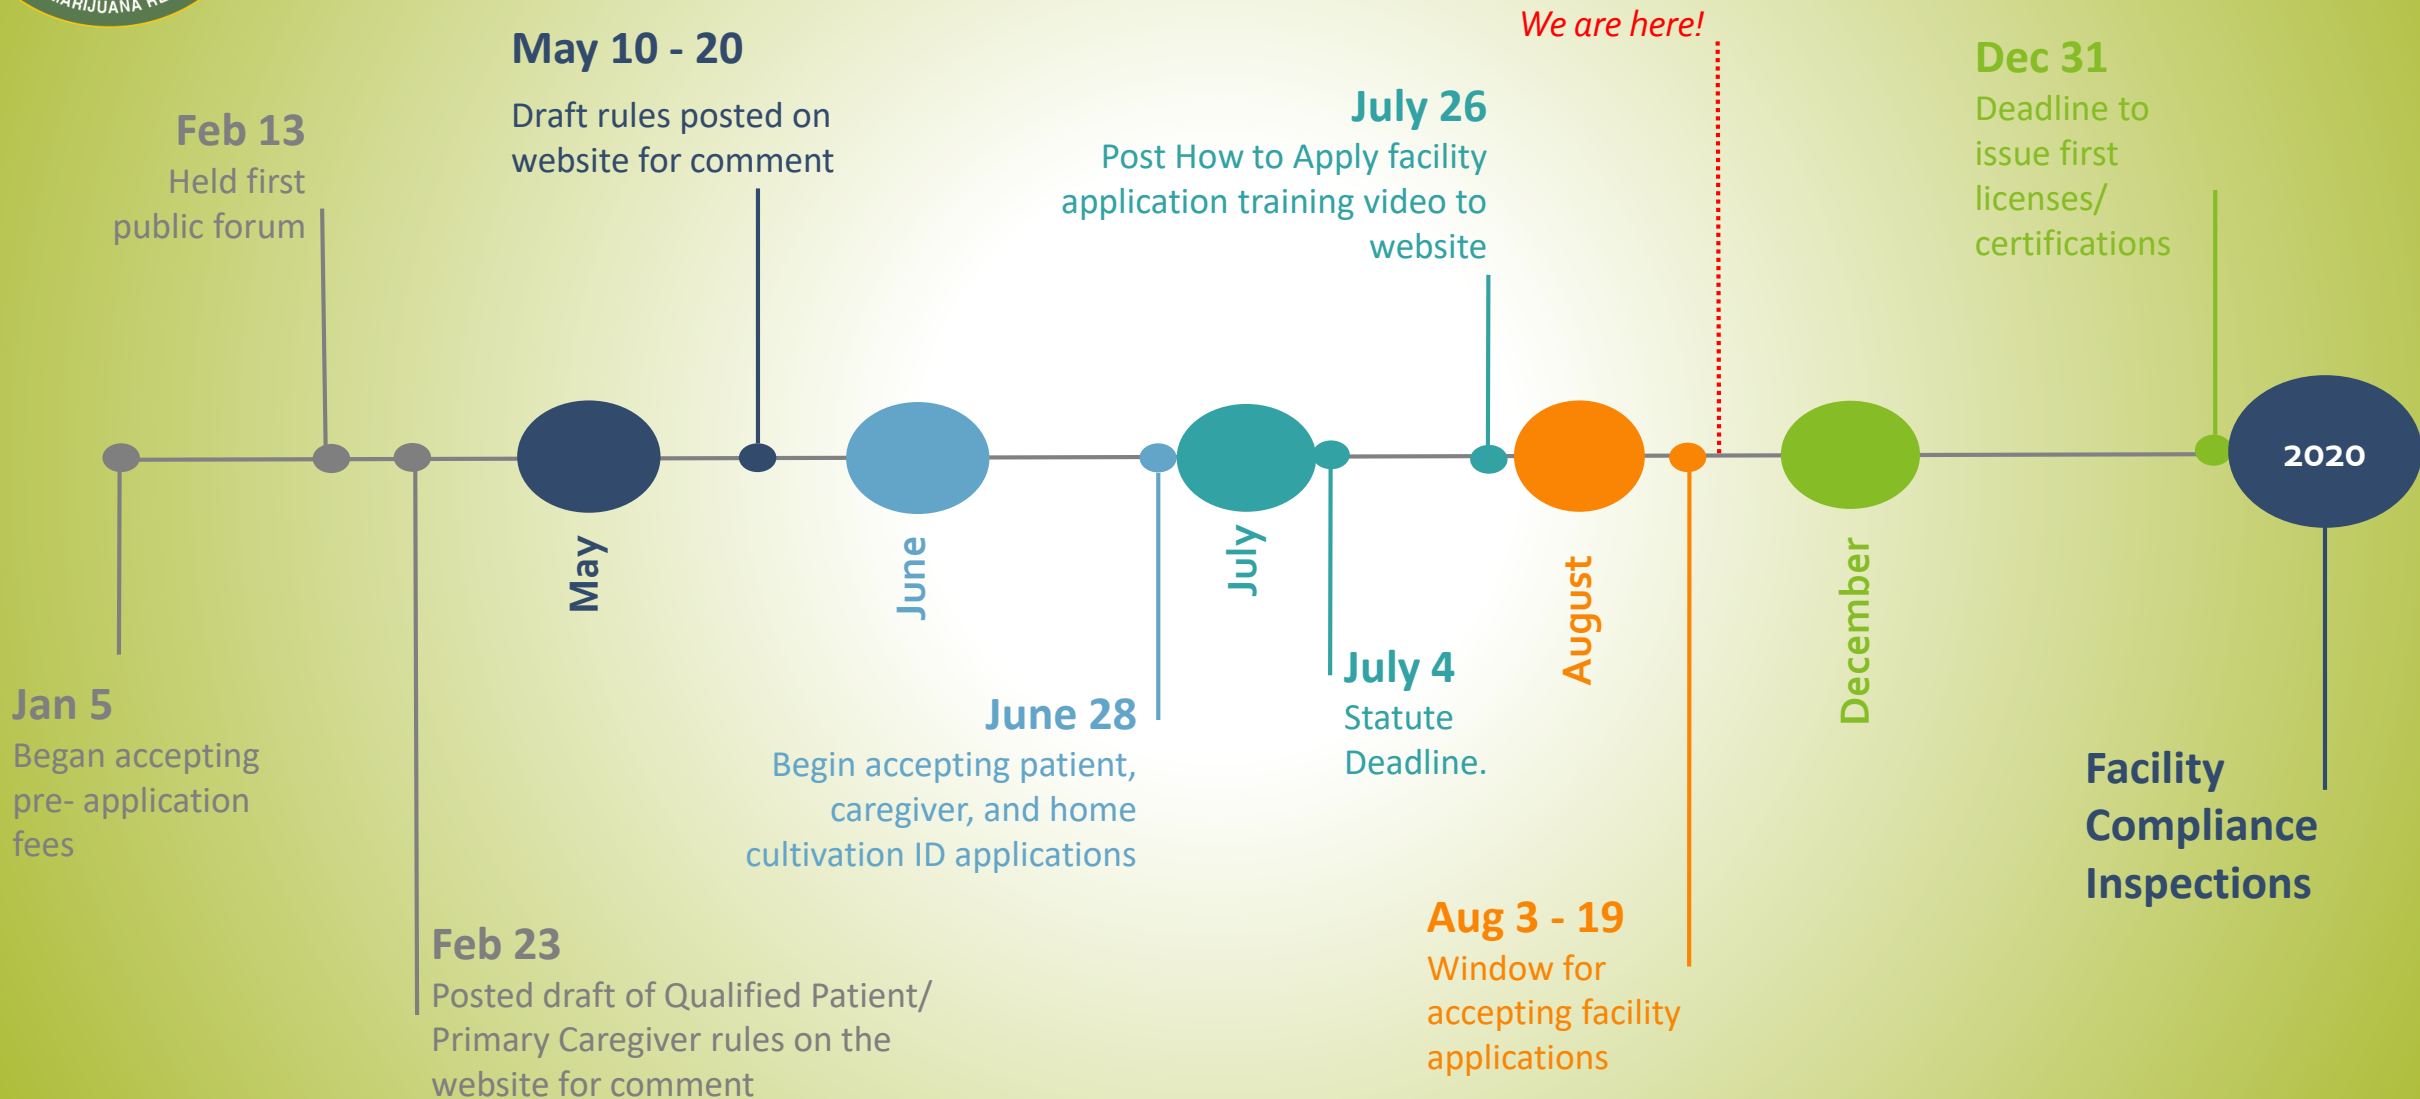 MARIJUANA
We are here!
May 10 - 20
Draft rules posted on
website for comment
Dec 31
Deadline to
issue first
licenses/
certifications
July 26
Post How to Apply facility
application training video to
website
Feb 13
Held first
public forum
2020
May
June
July
August
December
Jan 5
Began accepting
pre- application
fees
June 28
Begin accepting patient,
caregiver, and home
cultivation ID applications
July 4
Statute
Deadline.
Facility
Compliance
Inspections
Feb 23
Posted draft of Qualified Patient/
Primary Caregiver rules on the
website for comment
Aug 3 - 19
Window for
accepting facility
applications